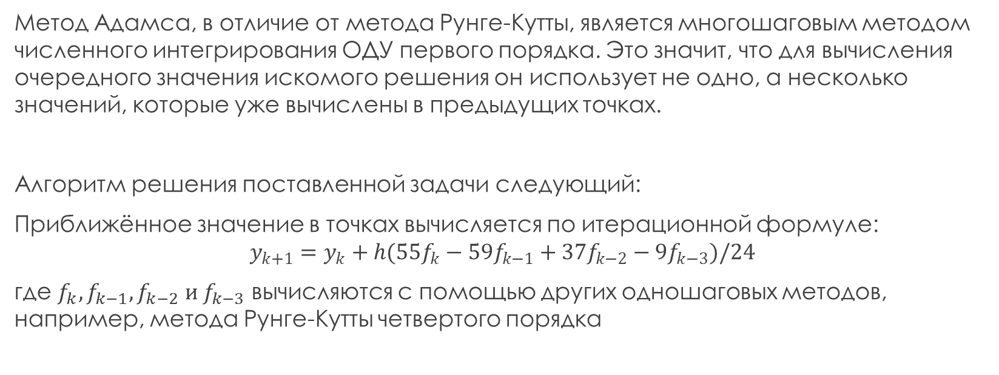 Метод Адамса, в отличие от метода Рунге-Кутты, является многошаговым методом
численного интегрирования ОДУ первого порядка. Это значит, что для вычисления
очередного значения искомого решения он использует не одно, а несколько
значений, которые уже вычислены в предыдущих точках.
Алгоритм решения поставленной задачи следующий:
Приближённое значение в точках вычисляется по итерационной формуле:
y_{k+1} = y_k + h(55f_k − 59f_{k−1} + 37f_{k−2} − 9f_{k−3})/24
где f_k, f_{k−1}, f_{k−2} и f_{k−3} вычисляются с помощью других одношаговых методов,
например, метода Рунге-Кутты четвертого порядка